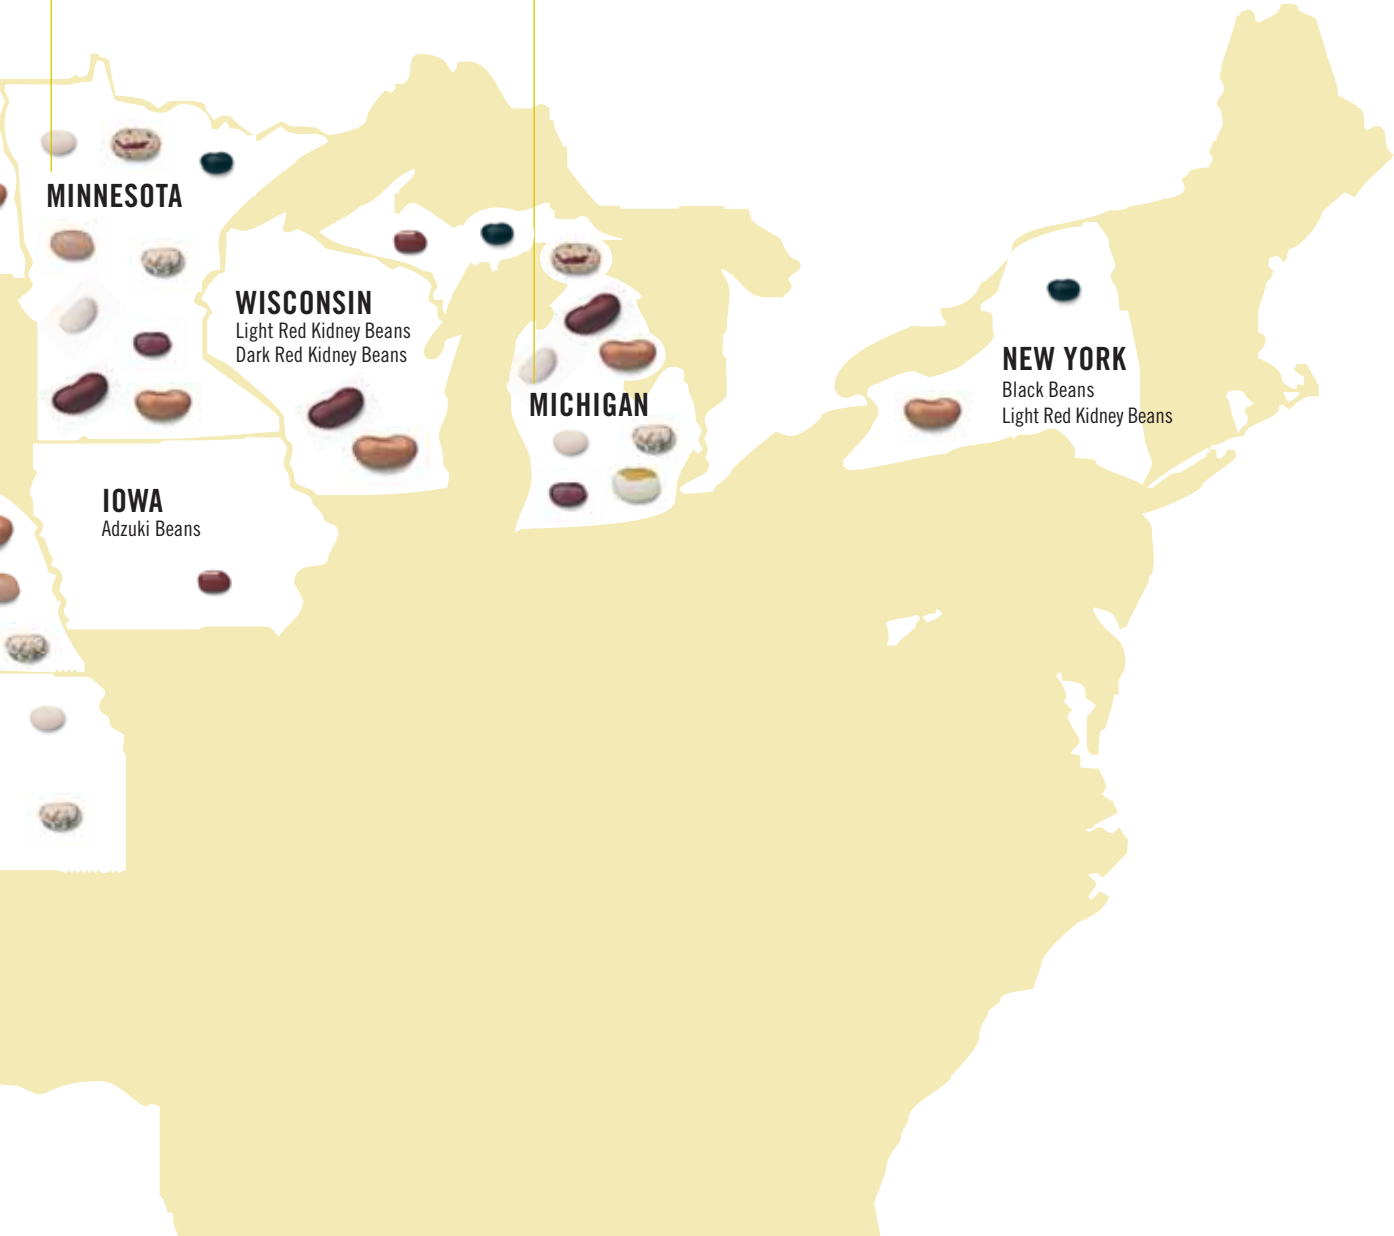 MINNESOTA
WISCONSIN
Light Red Kidney Beans
Dark Red Kidney Beans
MICHIGAN
NEW YORK
Black Beans
Light Red Kidney Beans
IOWA
Adzuki Beans